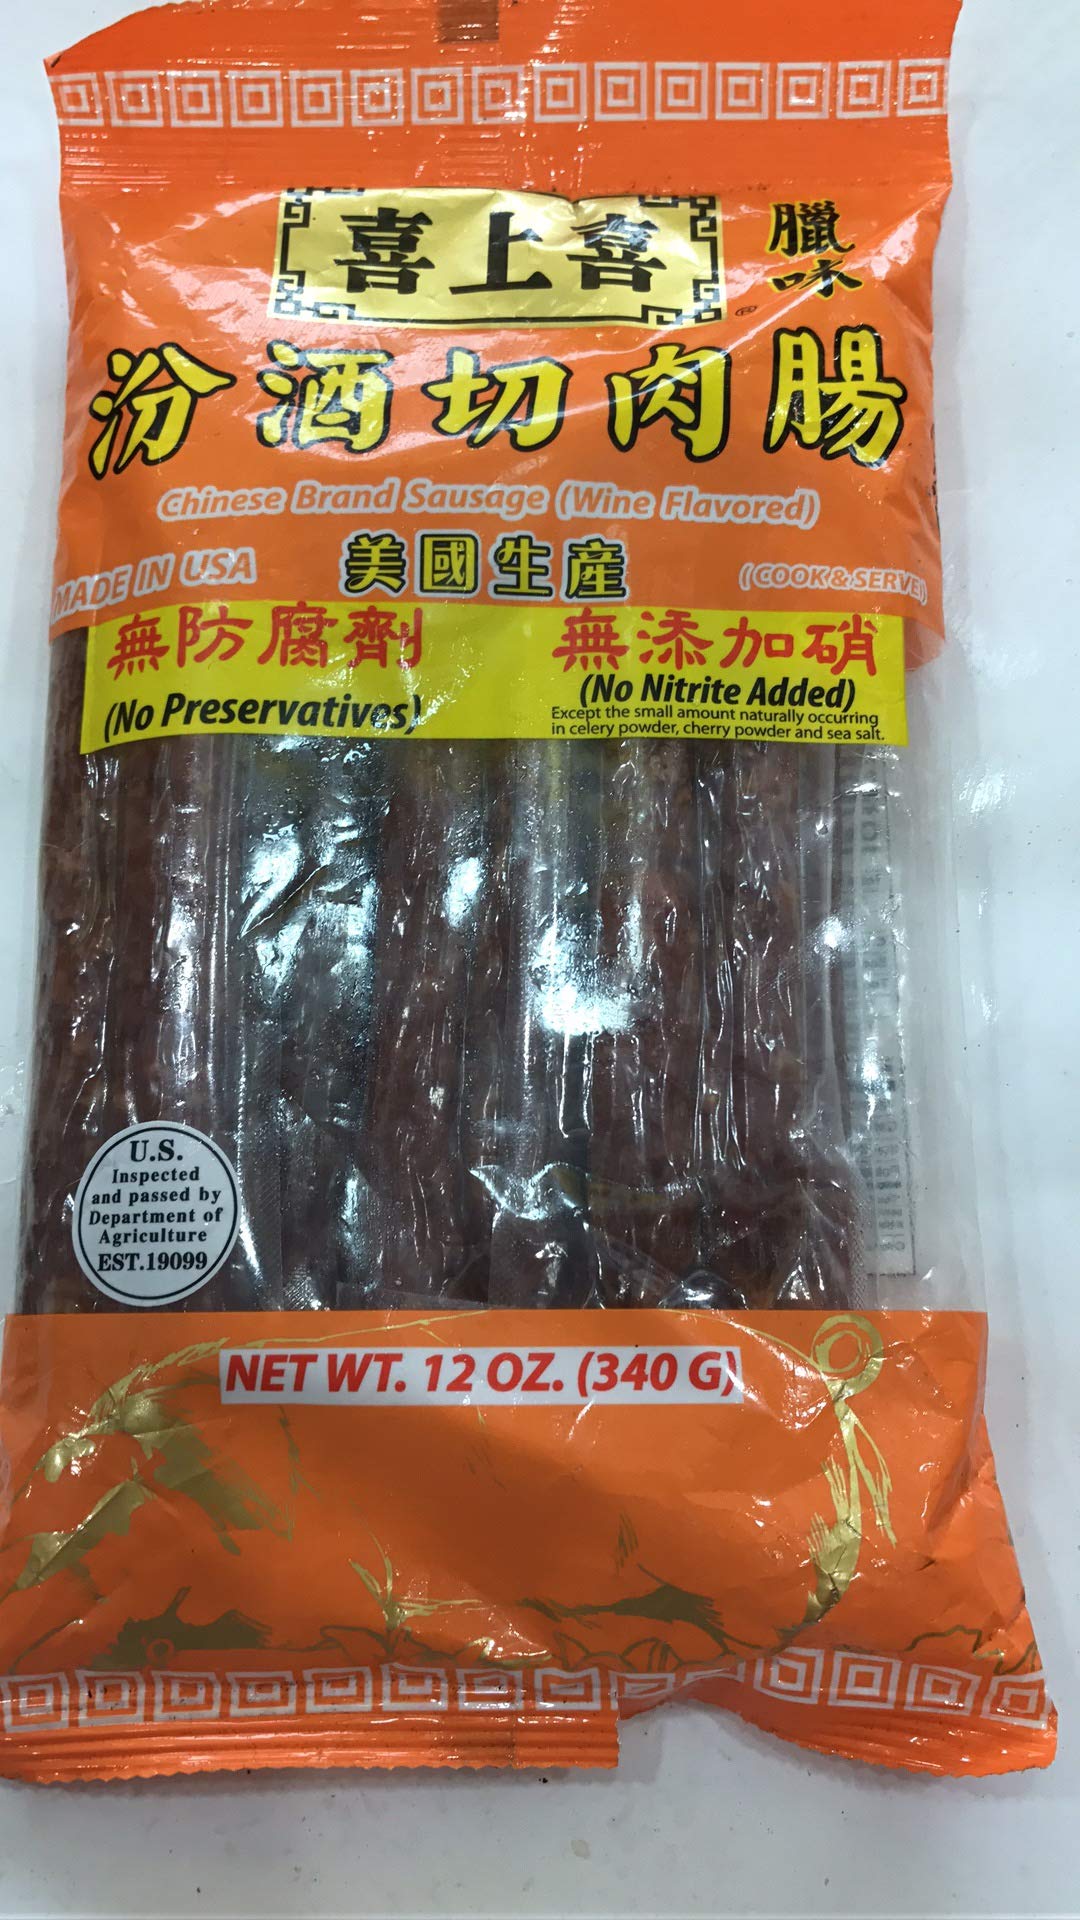 喜上喜
®
臘味
汾酒切肉腸
Chinese Brand Sausage (Wine Flavored)
MADE IN USA
美國生產
(COOK & SERVE)
無防腐劑
(No Preservatives)
無添加硝
(No Nitrite Added)
Except the small amount naturally occurring
in celery powder, cherry powder and sea salt.
U.S.
Inspected
and passed by
Department of
Agriculture
EST.19099
NET WT. 12 OZ. (340 G)